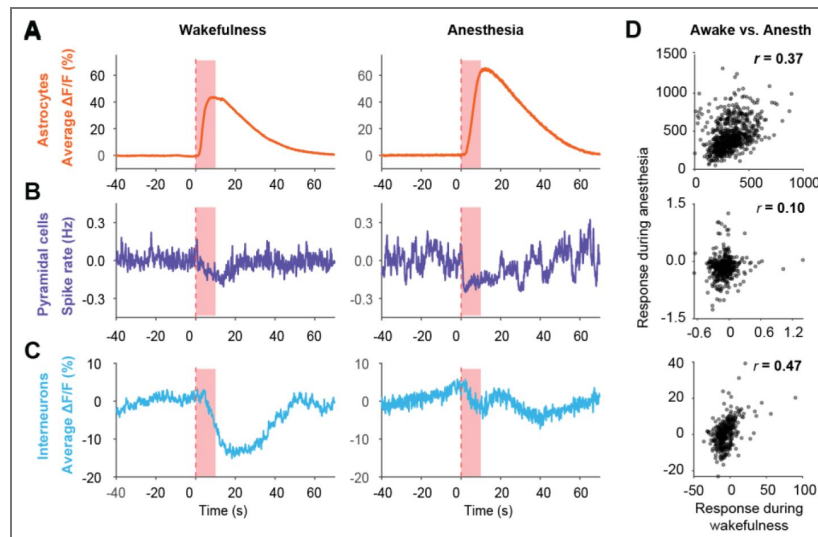 A
Wakefulness
Anesthesia
D
Awake vs. Anesth
Astrocytes
Average ΔF/F (%)
60
40
20
0
-40 -20 0 20 40 60
60
40
20
0
-40 -20 0 20 40 60
r = 0.37
1500
1000
500
0
0 500 1000
B
Pyramidal cells
Spike rate (Hz)
0.3
0.0
-0.3
-40 -20 0 20 40 60
0.3
0.0
-0.3
-40 -20 0 20 40 60
Response during anesthesia
r = 0.10
1.5
0
-1.5
-0.6 0 0.6 1.2
C
Interneurons
Average ΔF/F (%)
10
0
-10
-20
-40 -20 0 20 40 60
Time (s)
10
0
-10
-20
-40 -20 0 20 40 60
Time (s)
r = 0.47
40
20
0
-20
-50 0 50 100
Response during
wakefulness